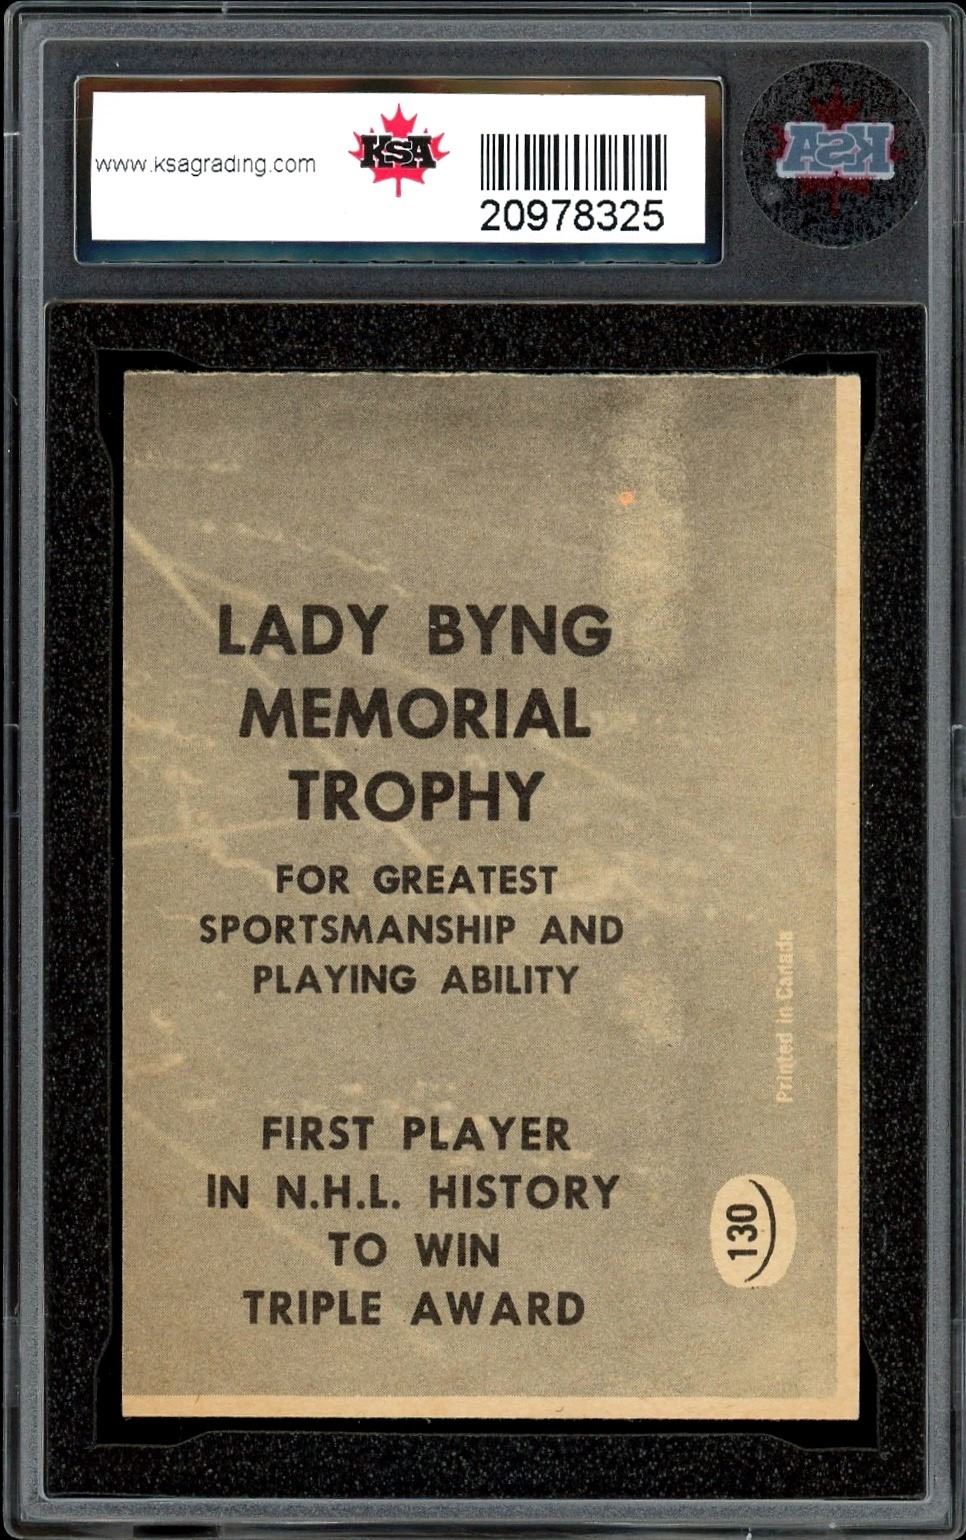 www.ksagrading.com
KSA
20978325
KSA
LADY BYNG
MEMORIAL
TROPHY
FOR GREATEST
SPORTSMANSHIP AND
PLAYING ABILITY
FIRST PLAYER
IN N.H.L. HISTORY
TO WIN
TRIPLE AWARD
Printed in Canada
130